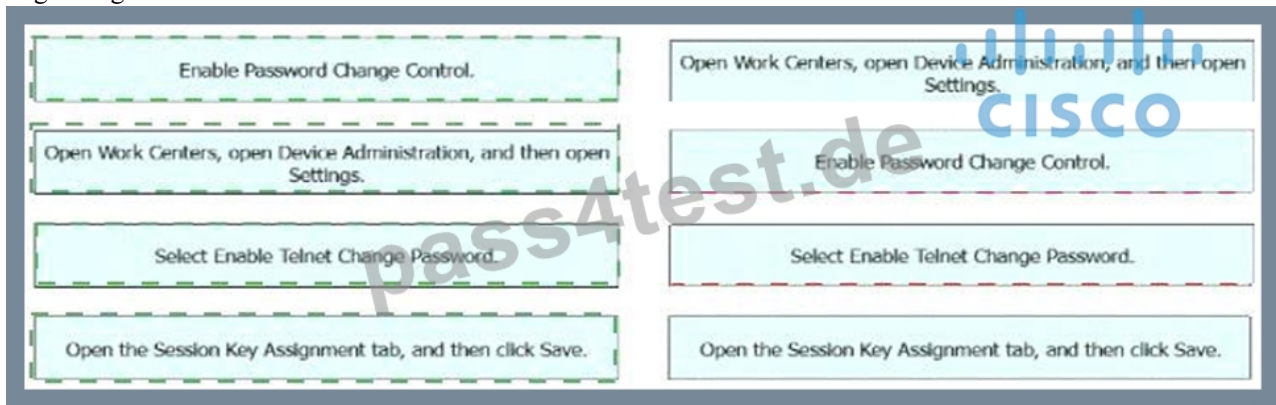 Enable Password Change Control.
Open Work Centers, open Device Administration, and then open
Settings.
Select Enable Telnet Change Password.
Open the Session Key Assignment tab, and then click Save.
Open Work Centers, open Device Administration, and then open
Settings.
Enable Password Change Control.
Select Enable Telnet Change Password.
Open the Session Key Assignment tab, and then click Save.
CISCO
pass4test.de